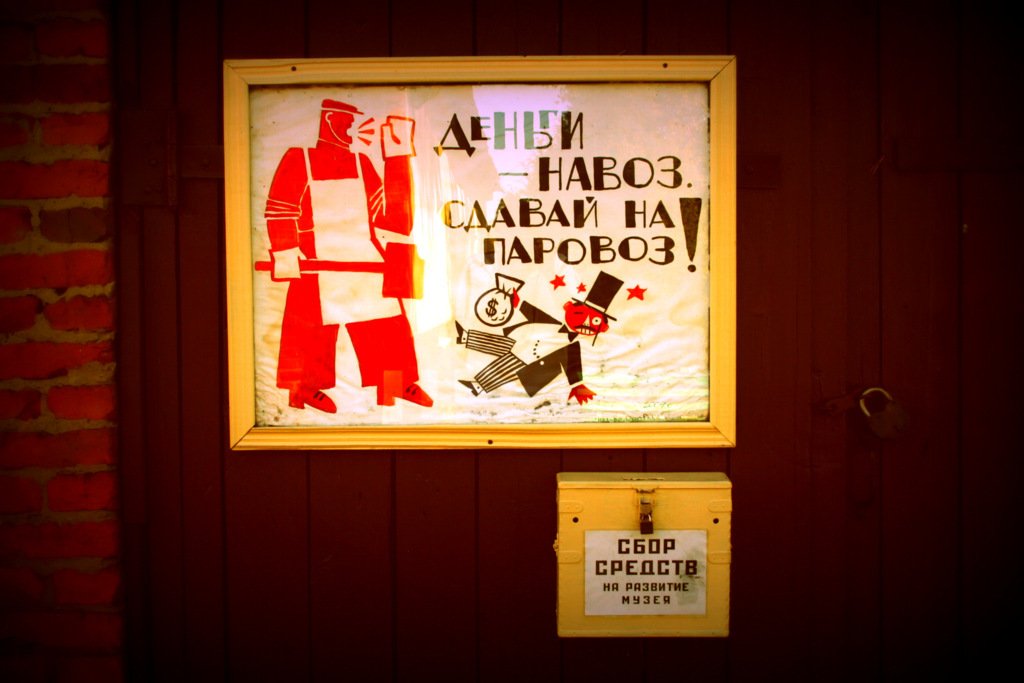 ДЕНЬГИ
— НАВОЗ.
СДАВАЙ НА
ПАРОВОЗ!
$
СБОР
СРЕДСТВ
НА РАЗВИТИЕ
МУЗЕЯ